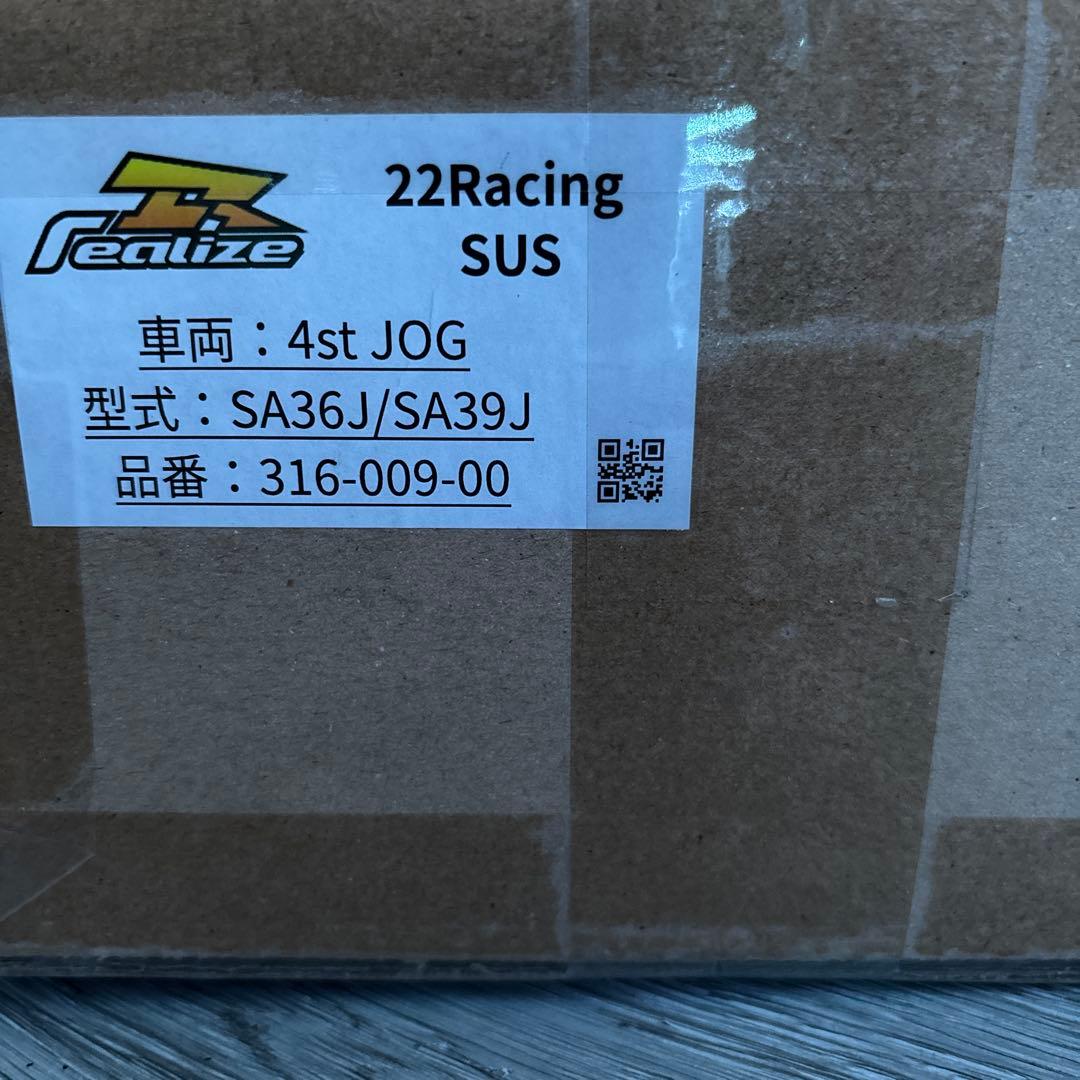 Realize
22Racing
SUS
車両：4st JOG
型式：SA36J/SA39J
品番：316-009-00